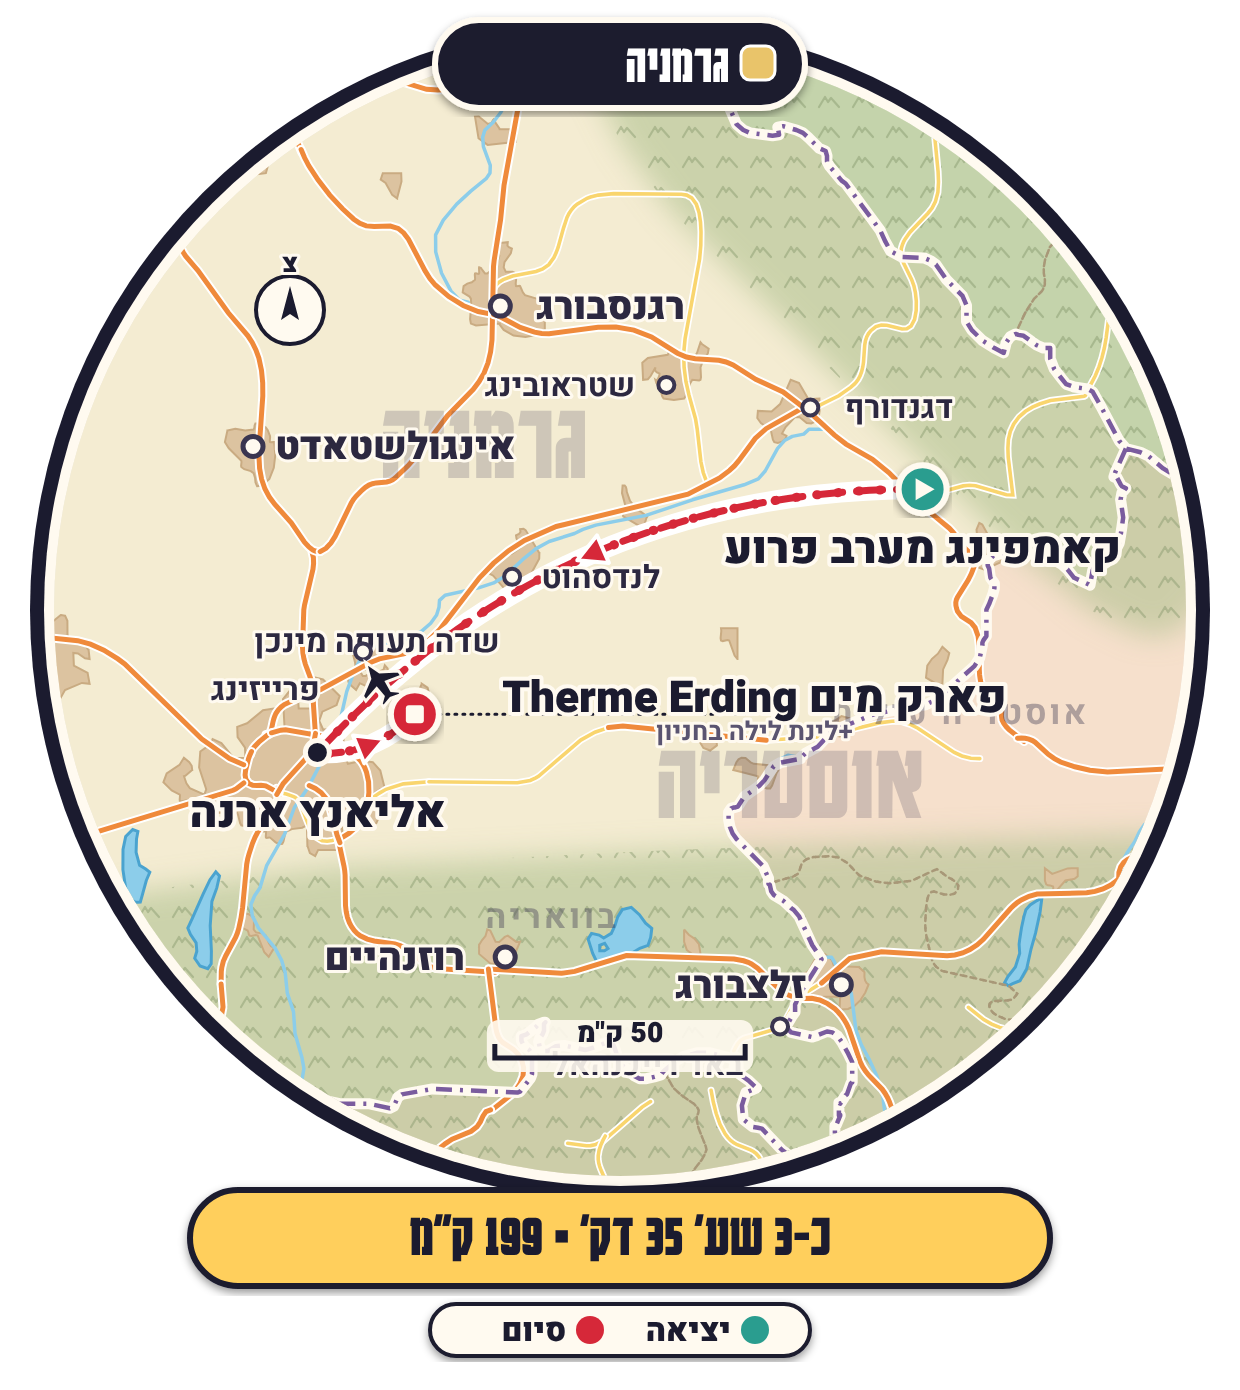 גרמניה
צ
רגנסבורג
שטראובינג
דגנדורף
גרמניה
אינגולשטאדט
קאמפינג מערב פרוע
לנדסהוט
שדה תעופה מינכן
פרייזינג
פארק מים Therme Erding
+לינת לילה בחניון
אוסטריה
אליאנץ ארנה
בוואריה
רוזנהיים
זלצבורג
50 ק"מ
כ-3 שע' 35 דק' ▪ 199 ק"מ
יציאה
סיום